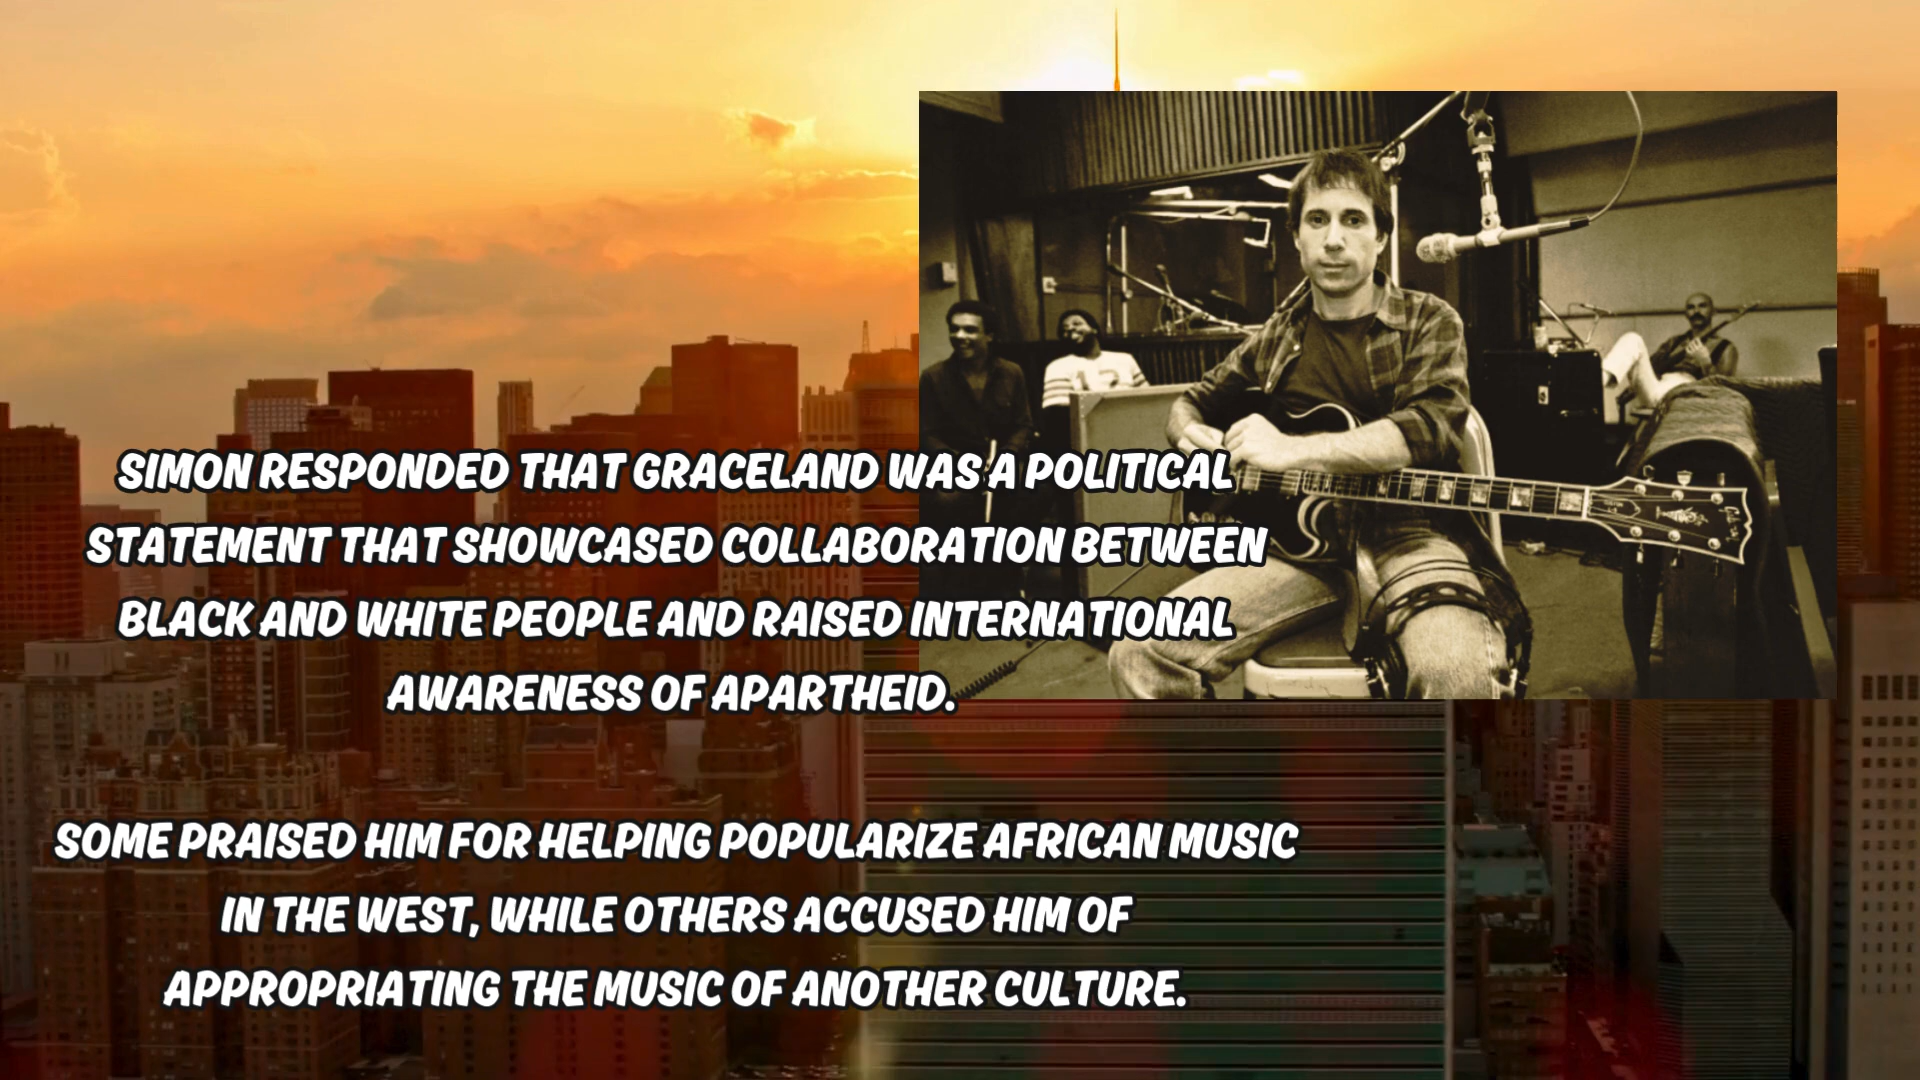 SIMON RESPONDED THAT GRACELAND WAS A POLITICAL
STATEMENT THAT SHOWCASED COLLABORATION BETWEEN
BLACK AND WHITE PEOPLE AND RAISED INTERNATIONAL
AWARENESS OF APARTHEID.
SOME PRAISED HIM FOR HELPING POPULARIZE AFRICAN MUSIC
IN THE WEST, WHILE OTHERS ACCUSED HIM OF
APPROPRIATING THE MUSIC OF ANOTHER CULTURE.